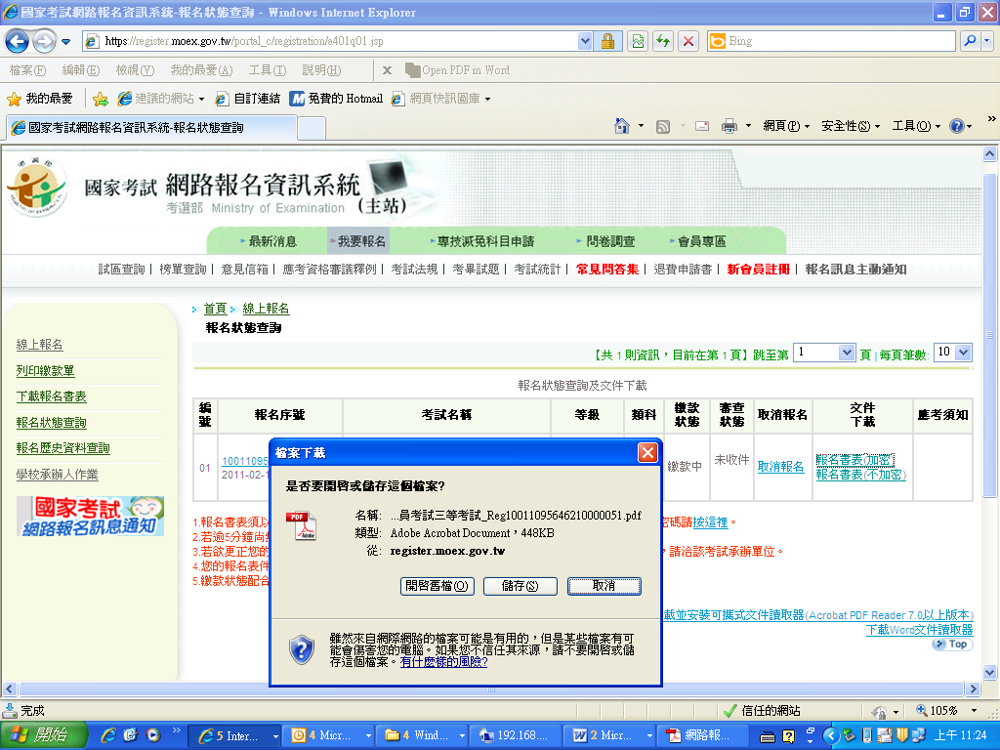 國家考試網路報名資訊系統-報名狀態查詢 - Windows Internet Explorer
https://register.moex.gov.tw/portal_c/registration/a401q01.jsp
Bing
檔案(F) 編輯(E) 檢視(V) 我的最愛(A) 工具(T) 說明(H)
Open PDF in Word
我的最愛 建議的網站 自訂連結 免費的 Hotmail 網頁快訊圖庫
國家考試網路報名資訊系統-報名狀態查詢
網頁(P) 安全性(S) 工具(O)
國家考試 網路報名資訊系統
考選部 Ministry of Examination (主站)
最新消息 我要報名 專技減免科目申請 問卷調查 會員專區
試區查詢 | 榜單查詢 | 意見信箱 | 應考資格審議釋例 | 考試法規 | 考畢試題 | 考試統計 | 常見問答集 | 退費申請書 | 新會員註冊 | 報名訊息主動通知
首頁 線上報名
報名狀態查詢
線上報名
列印繳款單
下載報名書表
報名狀態查詢
報名歷史資料查詢
學校承辦人作業
國家考試
網路報名訊息通知
【共 1 則資訊，目前在第 1 頁】跳至第 1 頁 | 每頁筆數: 10
報名狀態查詢及文件下載
編號 報名序號 考試名稱 等級 類科 繳款狀態 審查狀態 取消報名 文件下載 應考須知
01 10011095
2011-02-1
繳款中 未收件 取消報名 報名書表(加密)
報名書表(不加密)
1.報名書表須以
密碼請按這裡。
2.若逾5分鐘尚
3.若欲更正您的
，請洽該考試承辦單位。
4.您的報名表件
5.繳款狀態配合
載並安裝可攜式文件讀取器(Acrobat PDF Reader 7.0以上版本)
下載Word文件讀取器
Top
檔案下載
是否要開啟或儲存這個檔案?
PDF
Adobe
名稱: ...員考試三等考試_Reg10011095646210000051.pdf
類型: Adobe Acrobat Document，448KB
從: register.moex.gov.tw
開啟舊檔(O) 儲存(S) 取消
雖然來自網際網路的檔案可能是有用的，但是某些檔案有可
能會傷害您的電腦。如果您不信任其來源，請不要開啟或儲
存這個檔案。有什麼樣的風險?
完成
信任的網站
105%
開始
5 Inter...
4 Micr...
4 Wind...
192.168....
2 Micr...
網路報...
上午 11:24